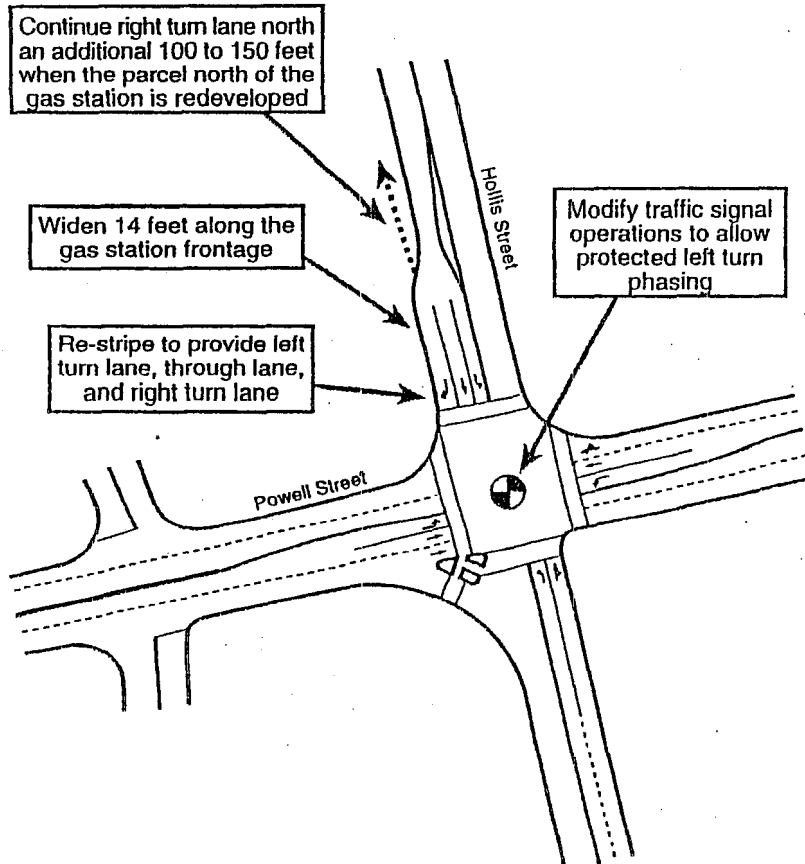 Continue right turn lane north
an additional 100 to 150 feet
when the parcel north of the
gas station is redeveloped
Hollis Street
Widen 14 feet along the
gas station frontage
Modify traffic signal
operations to allow
protected left turn
phasing
Re-stripe to provide left
turn lane, through lane,
and right turn lane
Powell Street